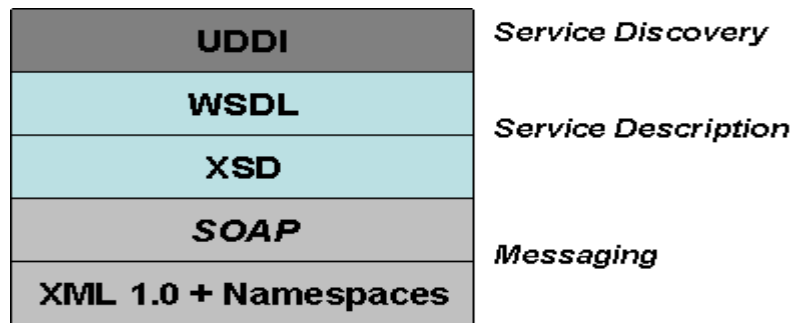 UDDI
Service Discovery
WSDL
Service Description
XSD
SOAP
Messaging
XML 1.0 + Namespaces